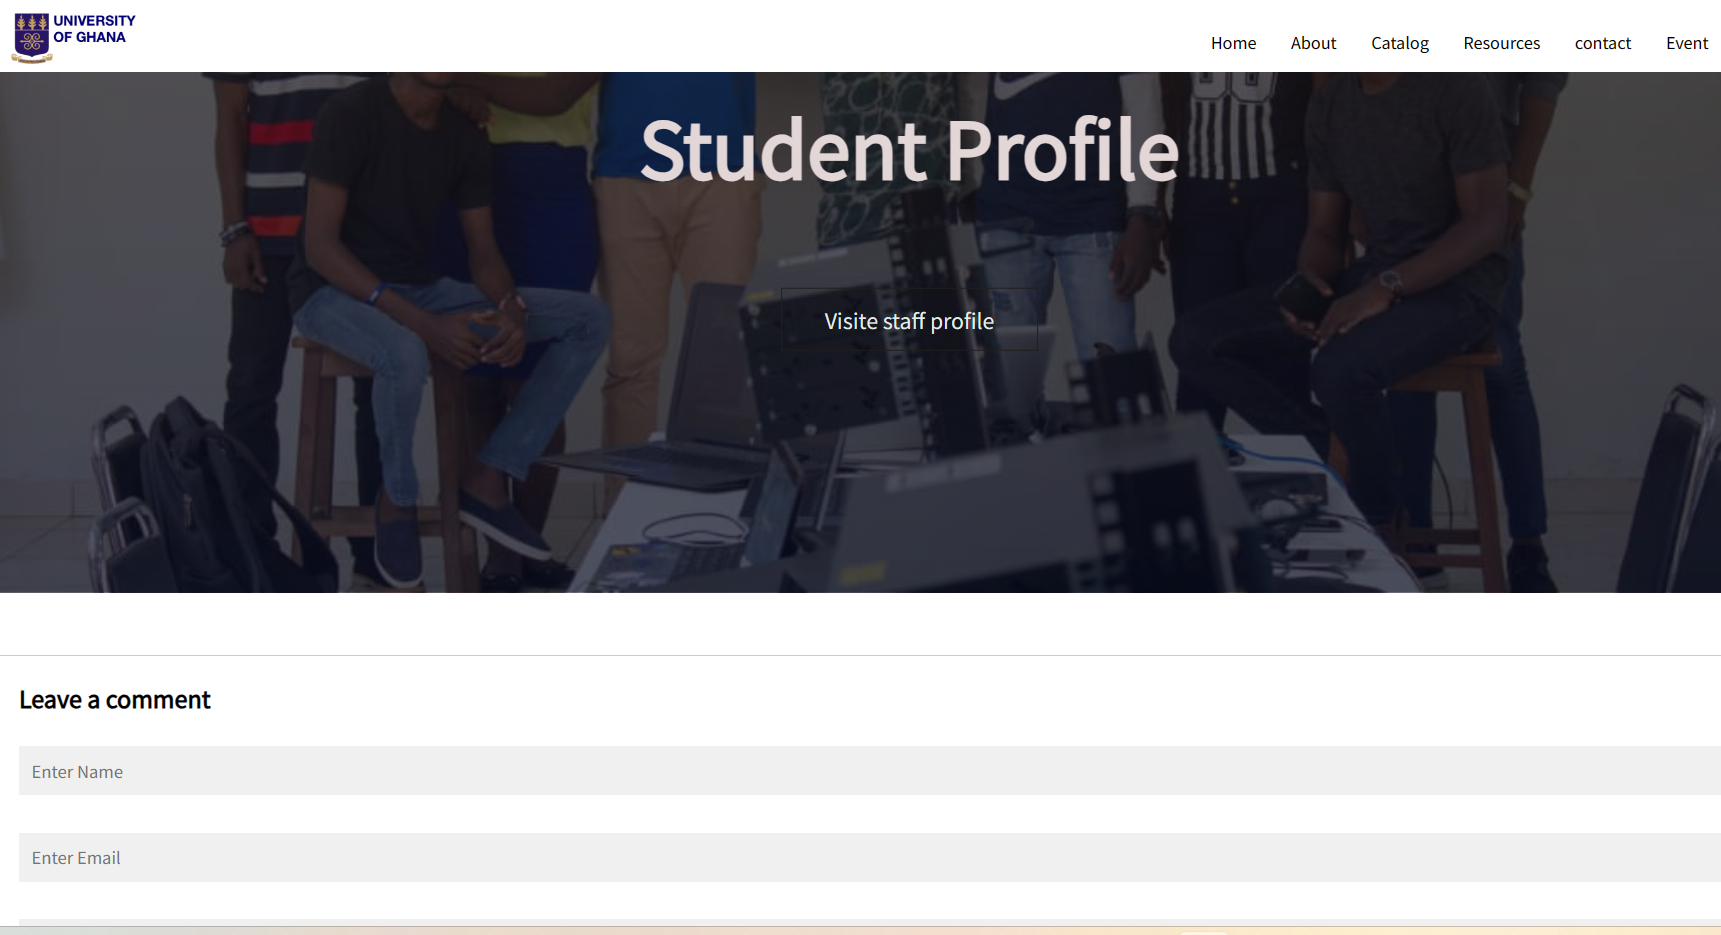 UNIVERSITY
OF GHANA
Home About Catalog Resources contact Event
Student Profile
Visite staff profile
Leave a comment
Enter Name
Enter Email